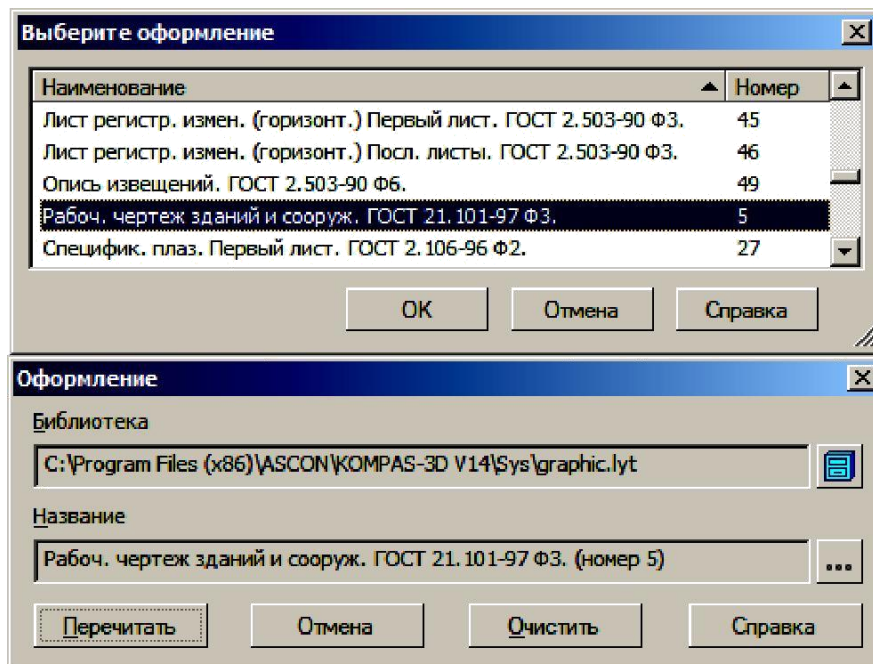 Выберите оформление
Наименование Номер
Лист регистр. измен. (горизонт.) Первый лист. ГОСТ 2.503-90 Ф3. 45
Лист регистр. измен. (горизонт.) Посл. листы. ГОСТ 2.503-90 Ф3. 46
Опись извещений. ГОСТ 2.503-90 Ф6. 49
Рабоч. чертеж зданий и сооруж. ГОСТ 21.101-97 Ф3. 5
Специфик. плаз. Первый лист. ГОСТ 2.106-96 Ф2. 27
ОК Отмена Справка
Оформление
Библиотека
C:\Program Files (x86)\ASCON\KOMPAS-3D V14\Sys\graphic.lyt
Название
Рабоч. чертеж зданий и сооруж. ГОСТ 21.101-97 Ф3. (номер 5)
...
Перечитать Отмена Очистить Справка